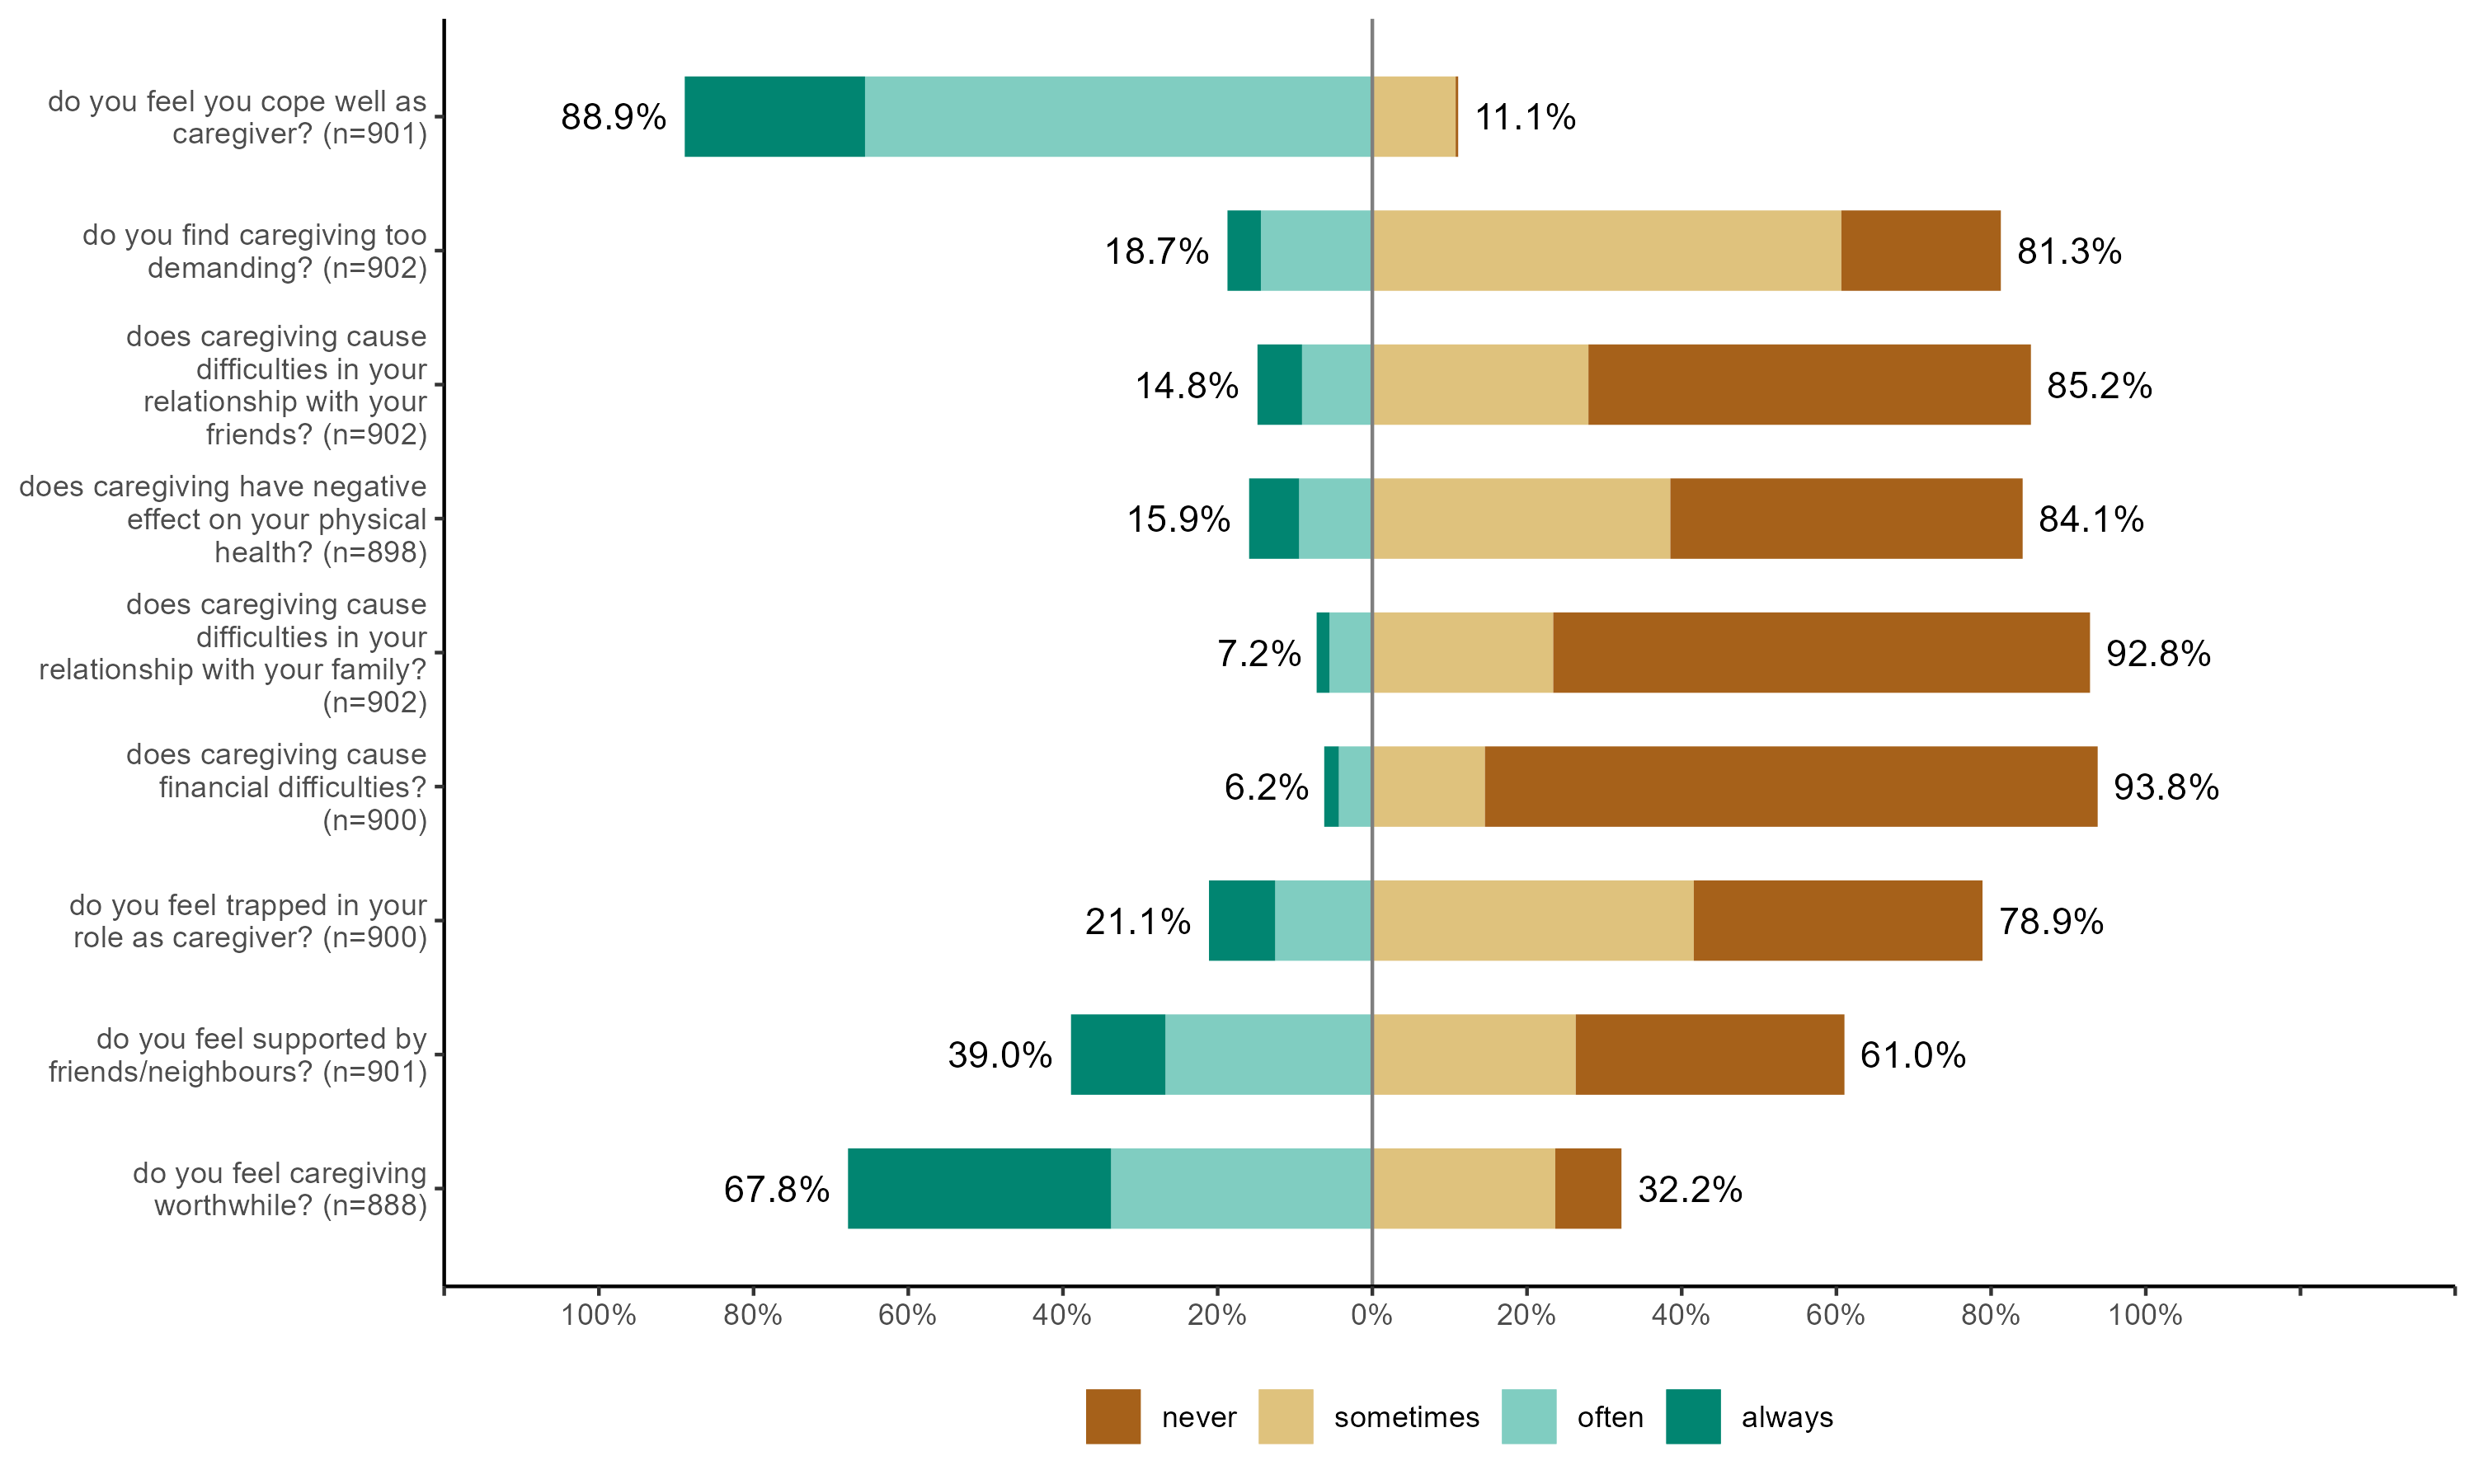 do you feel you cope well as
caregiver? (n=901)
88.9%
11.1%
do you find caregiving too
demanding? (n=902)
18.7%
81.3%
does caregiving cause
difficulties in your
relationship with your
friends? (n=902)
14.8%
85.2%
does caregiving have negative
effect on your physical
health? (n=898)
15.9%
84.1%
does caregiving cause
difficulties in your
relationship with your family?
(n=902)
7.2%
92.8%
does caregiving cause
financial difficulties?
(n=900)
6.2%
93.8%
do you feel trapped in your
role as caregiver? (n=900)
21.1%
78.9%
do you feel supported by
friends/neighbours? (n=901)
39.0%
61.0%
do you feel caregiving
worthwhile? (n=888)
67.8%
32.2%
100% 80% 60% 40% 20% 0% 20% 40% 60% 80% 100%
never sometimes often always